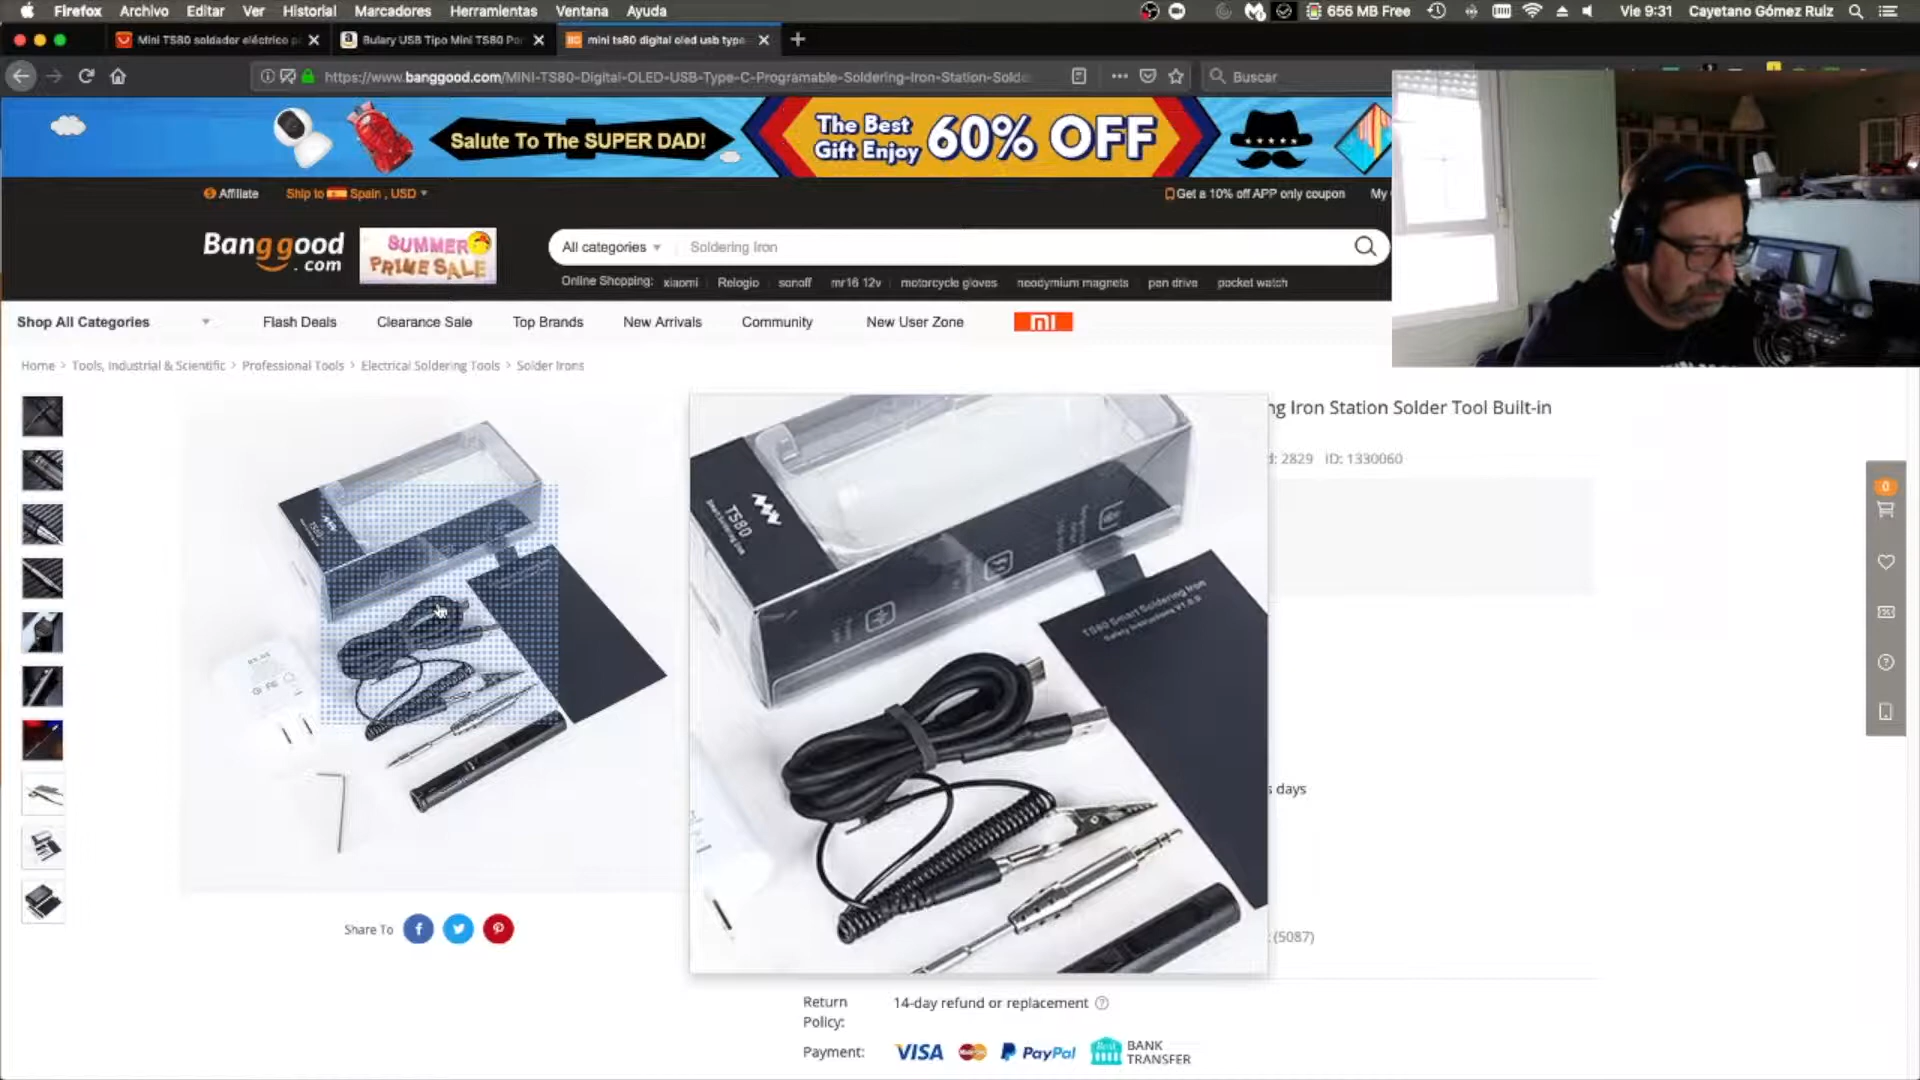 Firefox Archivo Editar Ver Historial Marcadores Herramientas Ventana Ayuda 656 MB Free Vie 9:31 Cayetano Gómez Ruiz
Mini TS80 soldador eléctrico p Bulary USB Tipo Mini TS80 Por BG mini ts80 digital oled usb type
https://www.banggood.com/MINI-TS80-Digital-OLED-USB-Type-C-Programable-Soldering-Iron-Station-Solde Buscar
Salute To The SUPER DAD!
The Best
Gift Enjoy 60% OFF
Affiliate Ship to Spain , USD Get a 10% off APP only coupon My
Banggood
.com
SUMMER
PRIME SALE
All categories Soldering Iron
Online Shopping: xiaomi Relogio sonoff mr16 12v motorcycle gloves neodymium magnets pen drive pocket watch
Shop All Categories Flash Deals Clearance Sale Top Brands New Arrivals Community New User Zone mi
Home > Tools, Industrial & Scientific > Professional Tools > Electrical Soldering Tools > Solder Irons
ng Iron Station Solder Tool Built-in
d: 2829 ID: 1330060
0
TS80
TS80
TS80 Smart Soldering Iron
Safety Instructions V1.0.0
s days
Share To
: (5087)
Return
Policy:
14-day refund or replacement
Payment: VISA PayPal BANK
TRANSFER